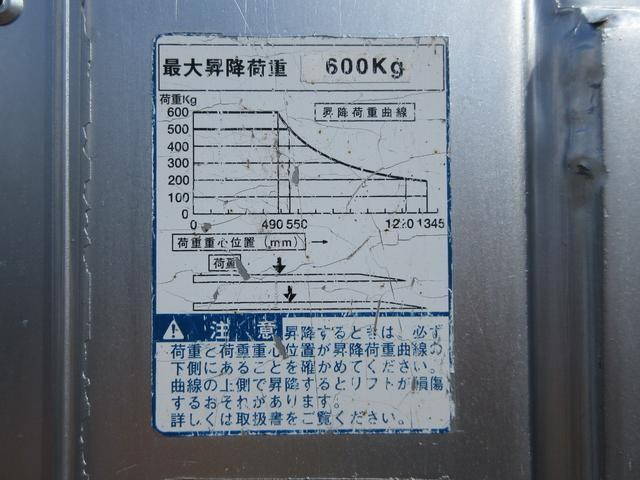 最大昇降荷重 600Kg
荷重Kg
昇降荷重曲線
600
500
400
300
200
100
0
0 490 550 1220 1345
荷重重心位置(mm) →
注意 昇降するときは、必ず
荷重と荷重重心位置が昇降荷重曲線の
下側にあることを確かめてください。
曲線の上側で昇降するとリフトが損傷
するおそれがあります。
詳しくは取扱書をご覧ください。